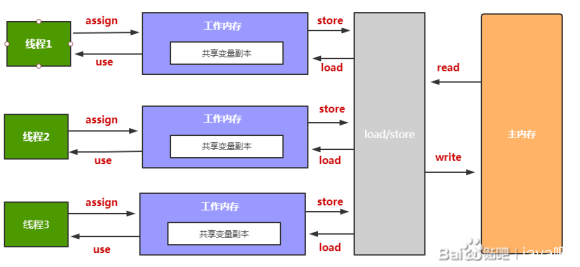 线程1
assign
use
工作内存
共享变量副本
store
load
线程2
assign
use
工作内存
共享变量副本
store
load
线程3
assign
use
工作内存
共享变量副本
store
load
load/store
read
write
主内存
Bai贴吧|java吧